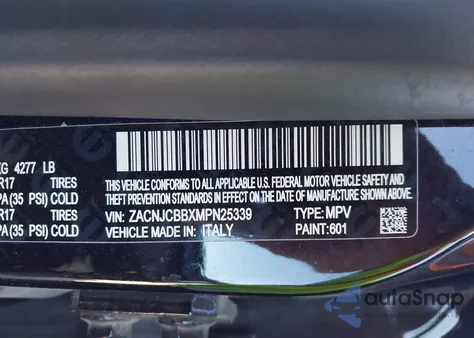 KG 4277 LB
R17 TIRES
PA(35 PSI) COLD
R17 TIRES
PA(35 PSI) COLD
THIS VEHICLE CONFORMS TO ALL APPLICABLE U.S. FEDERAL MOTOR VEHICLE SAFETY AND
THEFT PREVENTION STANDARDS IN EFFECT ON THE DATE OF MANUFACTURE SHOWN ABOVE
VIN: ZACNJCBBXMPN25339 TYPE: MPV
VEHICLE MADE IN: ITALY PAINT:601
autoSnap